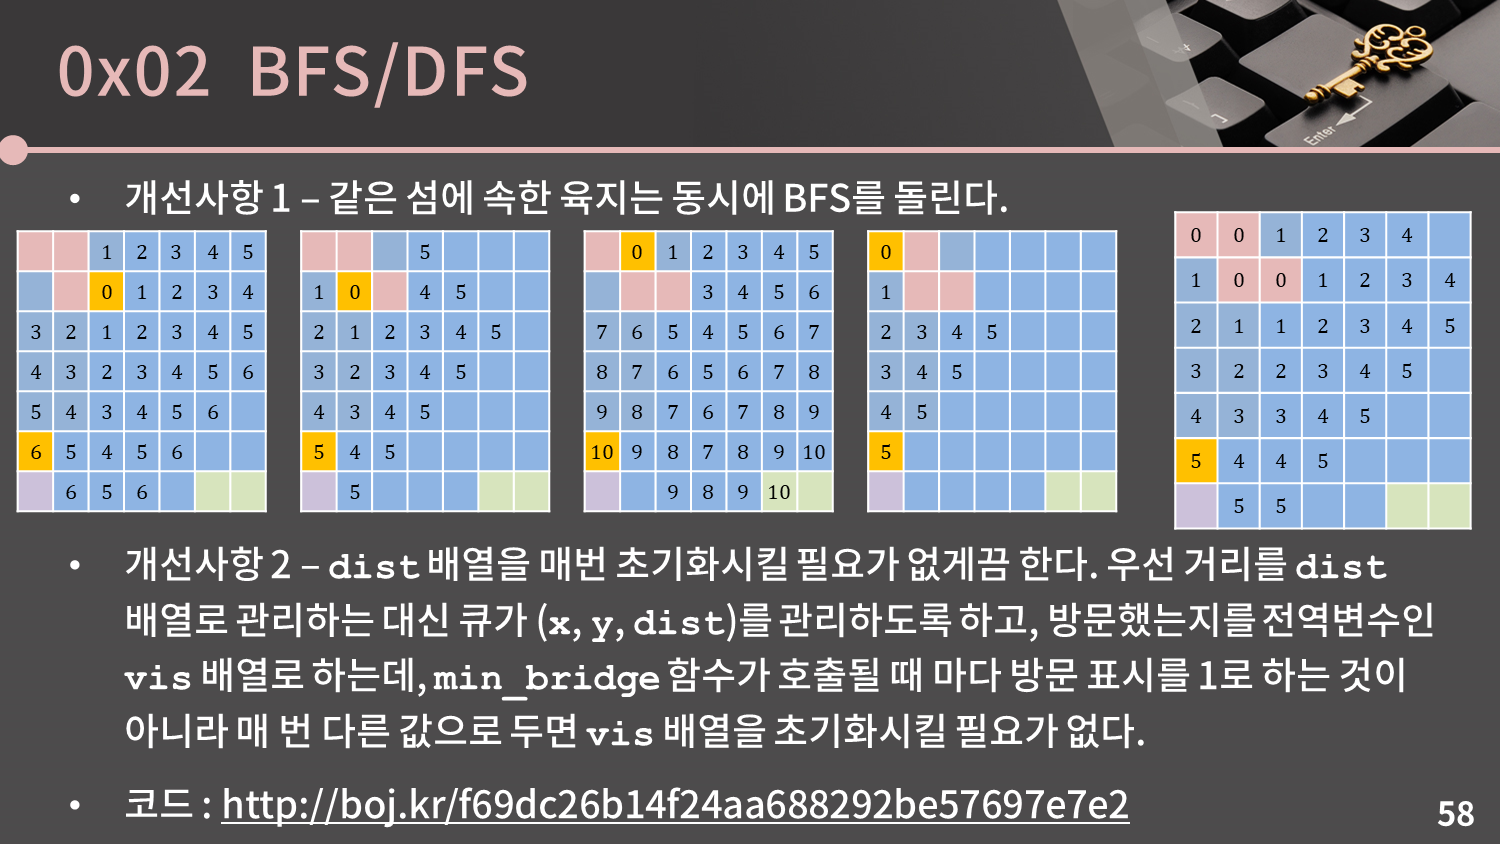 0x02 BFS/DFS
Enter
• 개선사항 1 – 같은 섬에 속한 육지는 동시에 BFS를 돌린다.
1 2 3 4 5
0 1 2 3 4
3 2 1 2 3 4 5
4 3 2 3 4 5 6
5 4 3 4 5 6
6 5 4 5 6
6 5 6
5
1 0 4 5
2 1 2 3 4 5
3 2 3 4 5
4 3 4 5
5 4 5
5
0 1 2 3 4 5
3 4 5 6
7 6 5 4 5 6 7
8 7 6 5 6 7 8
9 8 7 6 7 8 9
10 9 8 7 8 9 10
9 8 9 10
0
1
2 3 4 5
3 4 5
4 5
5
0 0 1 2 3 4
1 0 0 1 2 3 4
2 1 1 2 3 4 5
3 2 2 3 4 5
4 3 3 4 5
5 4 4 5
5 5
• 개선사항 2 – dist 배열을 매번 초기화시킬 필요가 없게끔 한다. 우선 거리를 dist
배열로 관리하는 대신 큐가 (x, y, dist)를 관리하도록 하고, 방문했는지를 전역변수인
vis 배열로 하는데, min_bridge 함수가 호출될 때 마다 방문 표시를 1로 하는 것이
아니라 매 번 다른 값으로 두면 vis 배열을 초기화시킬 필요가 없다.
• 코드 : http://boj.kr/f69dc26b14f24aa688292be57697e7e2
58